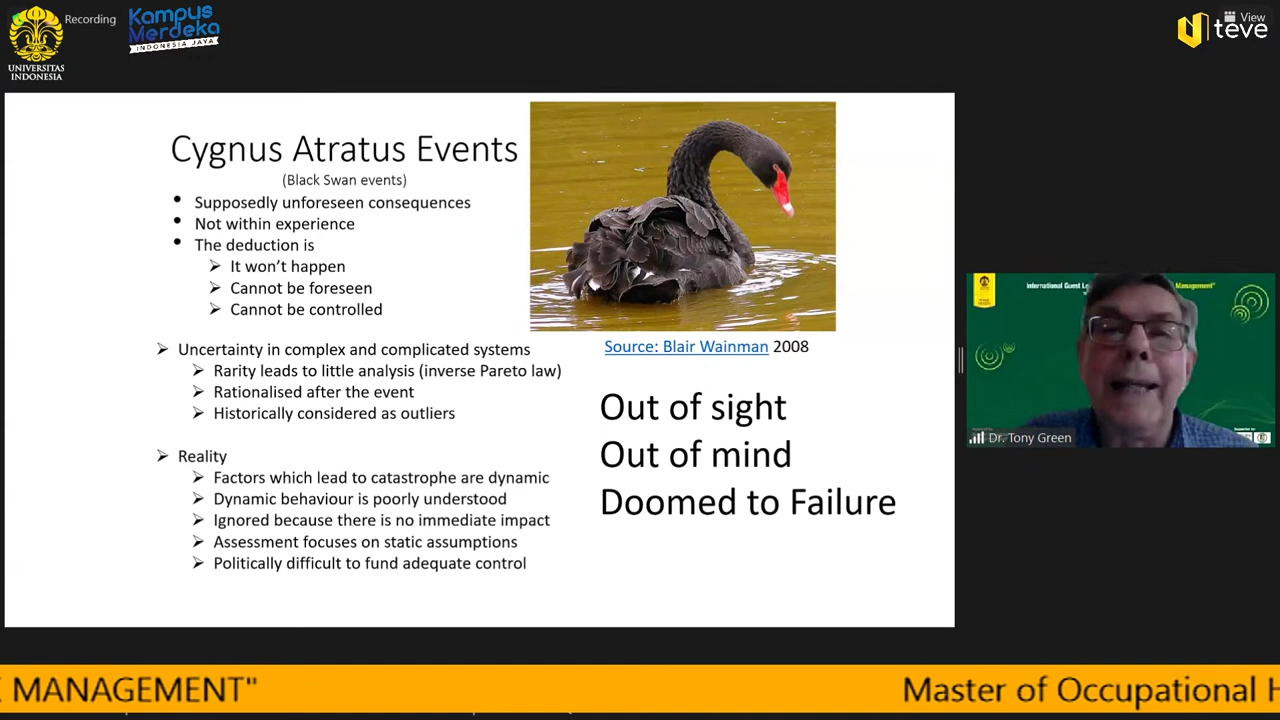 Recording
UNIVERSITAS
INDONESIA
Kampus
Merdeka
INDONESIA JAYA
View
teve
Cygnus Atratus Events
(Black Swan events)
• Supposedly unforeseen consequences
• Not within experience
• The deduction is
➢ It won't happen
➢ Cannot be foreseen
➢ Cannot be controlled
➢ Uncertainty in complex and complicated systems
➢ Rarity leads to little analysis (inverse Pareto law)
➢ Rationalised after the event
➢ Historically considered as outliers
➢ Reality
➢ Factors which lead to catastrophe are dynamic
➢ Dynamic behaviour is poorly understood
➢ Ignored because there is no immediate impact
➢ Assessment focuses on static assumptions
➢ Politically difficult to fund adequate control
Source: Blair Wainman 2008
Out of sight
Out of mind
Doomed to Failure
International Guest Le Management"
Dr. Tony Green
MANAGEMENT" Master of Occupational H